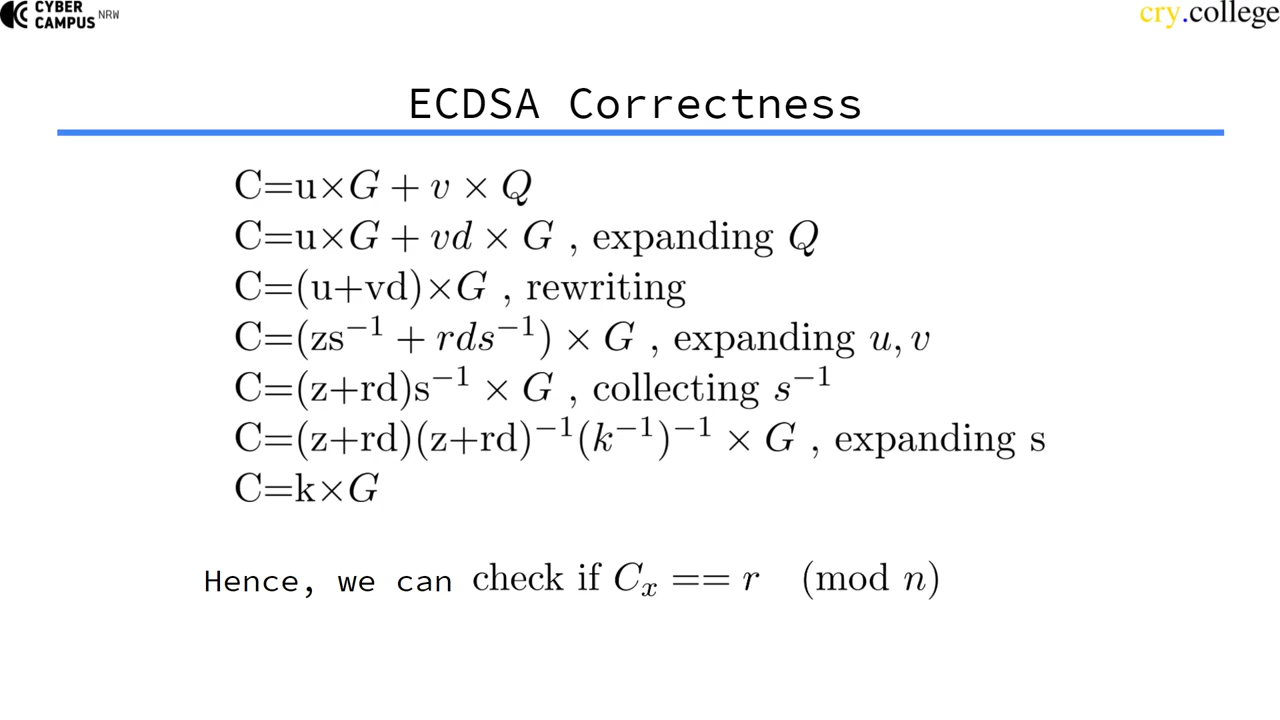 CYBER
CAMPUS NRW
cry.college
ECDSA Correctness
C=u×G + v × Q
C=u×G + vd × G , expanding Q
C=(u+vd)×G , rewriting
C=(zs⁻¹ + rds⁻¹) × G , expanding u, v
C=(z+rd)s⁻¹ × G , collecting s⁻¹
C=(z+rd)(z+rd)⁻¹(k⁻¹)⁻¹ × G , expanding s
C=k×G
Hence, we can check if Cₓ == r (mod n)